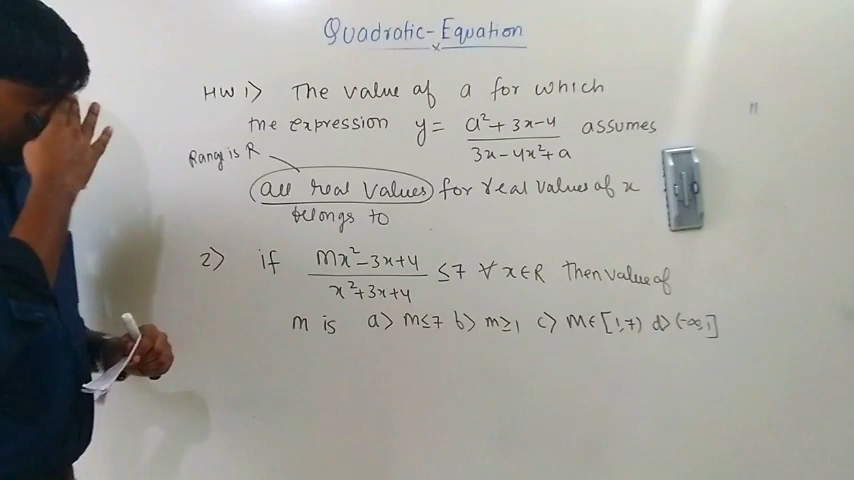 Quadratic-Equation
HW 1> The value of a for which
the expression y= a²+3x-4 / 3x-4x²+a assumes
Rang is R
all real values for real values of x
belongs to
2> if mx²-3x+4 / x²+3x+4 ≤7 ∀ x∈R Then value of
m is a> m≤7 b> m≥1 c> m∈[1,7) d> (-∞,1]